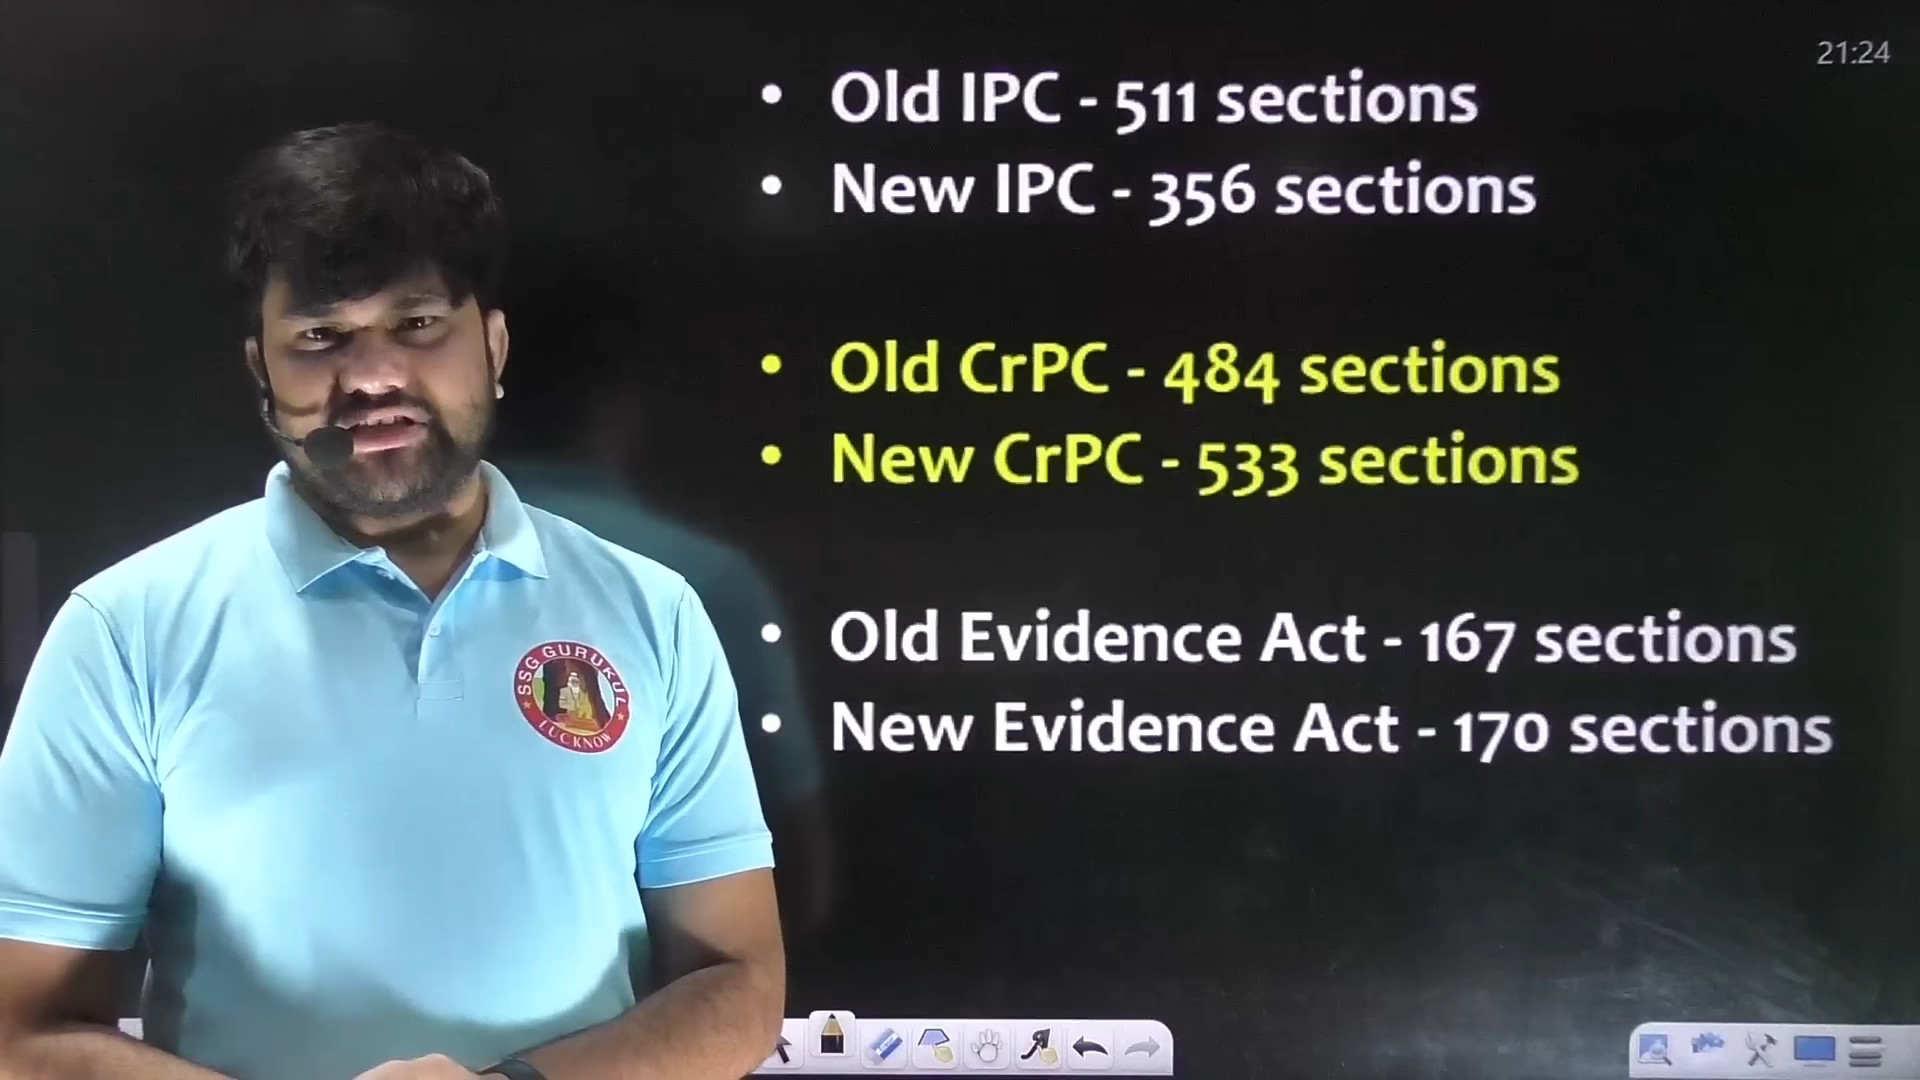 21:24
• Old IPC - 511 sections
• New IPC - 356 sections
• Old CrPC - 484 sections
• New CrPC - 533 sections
• Old Evidence Act - 167 sections
• New Evidence Act - 170 sections
SSG GURUKUL
LUCKNOW